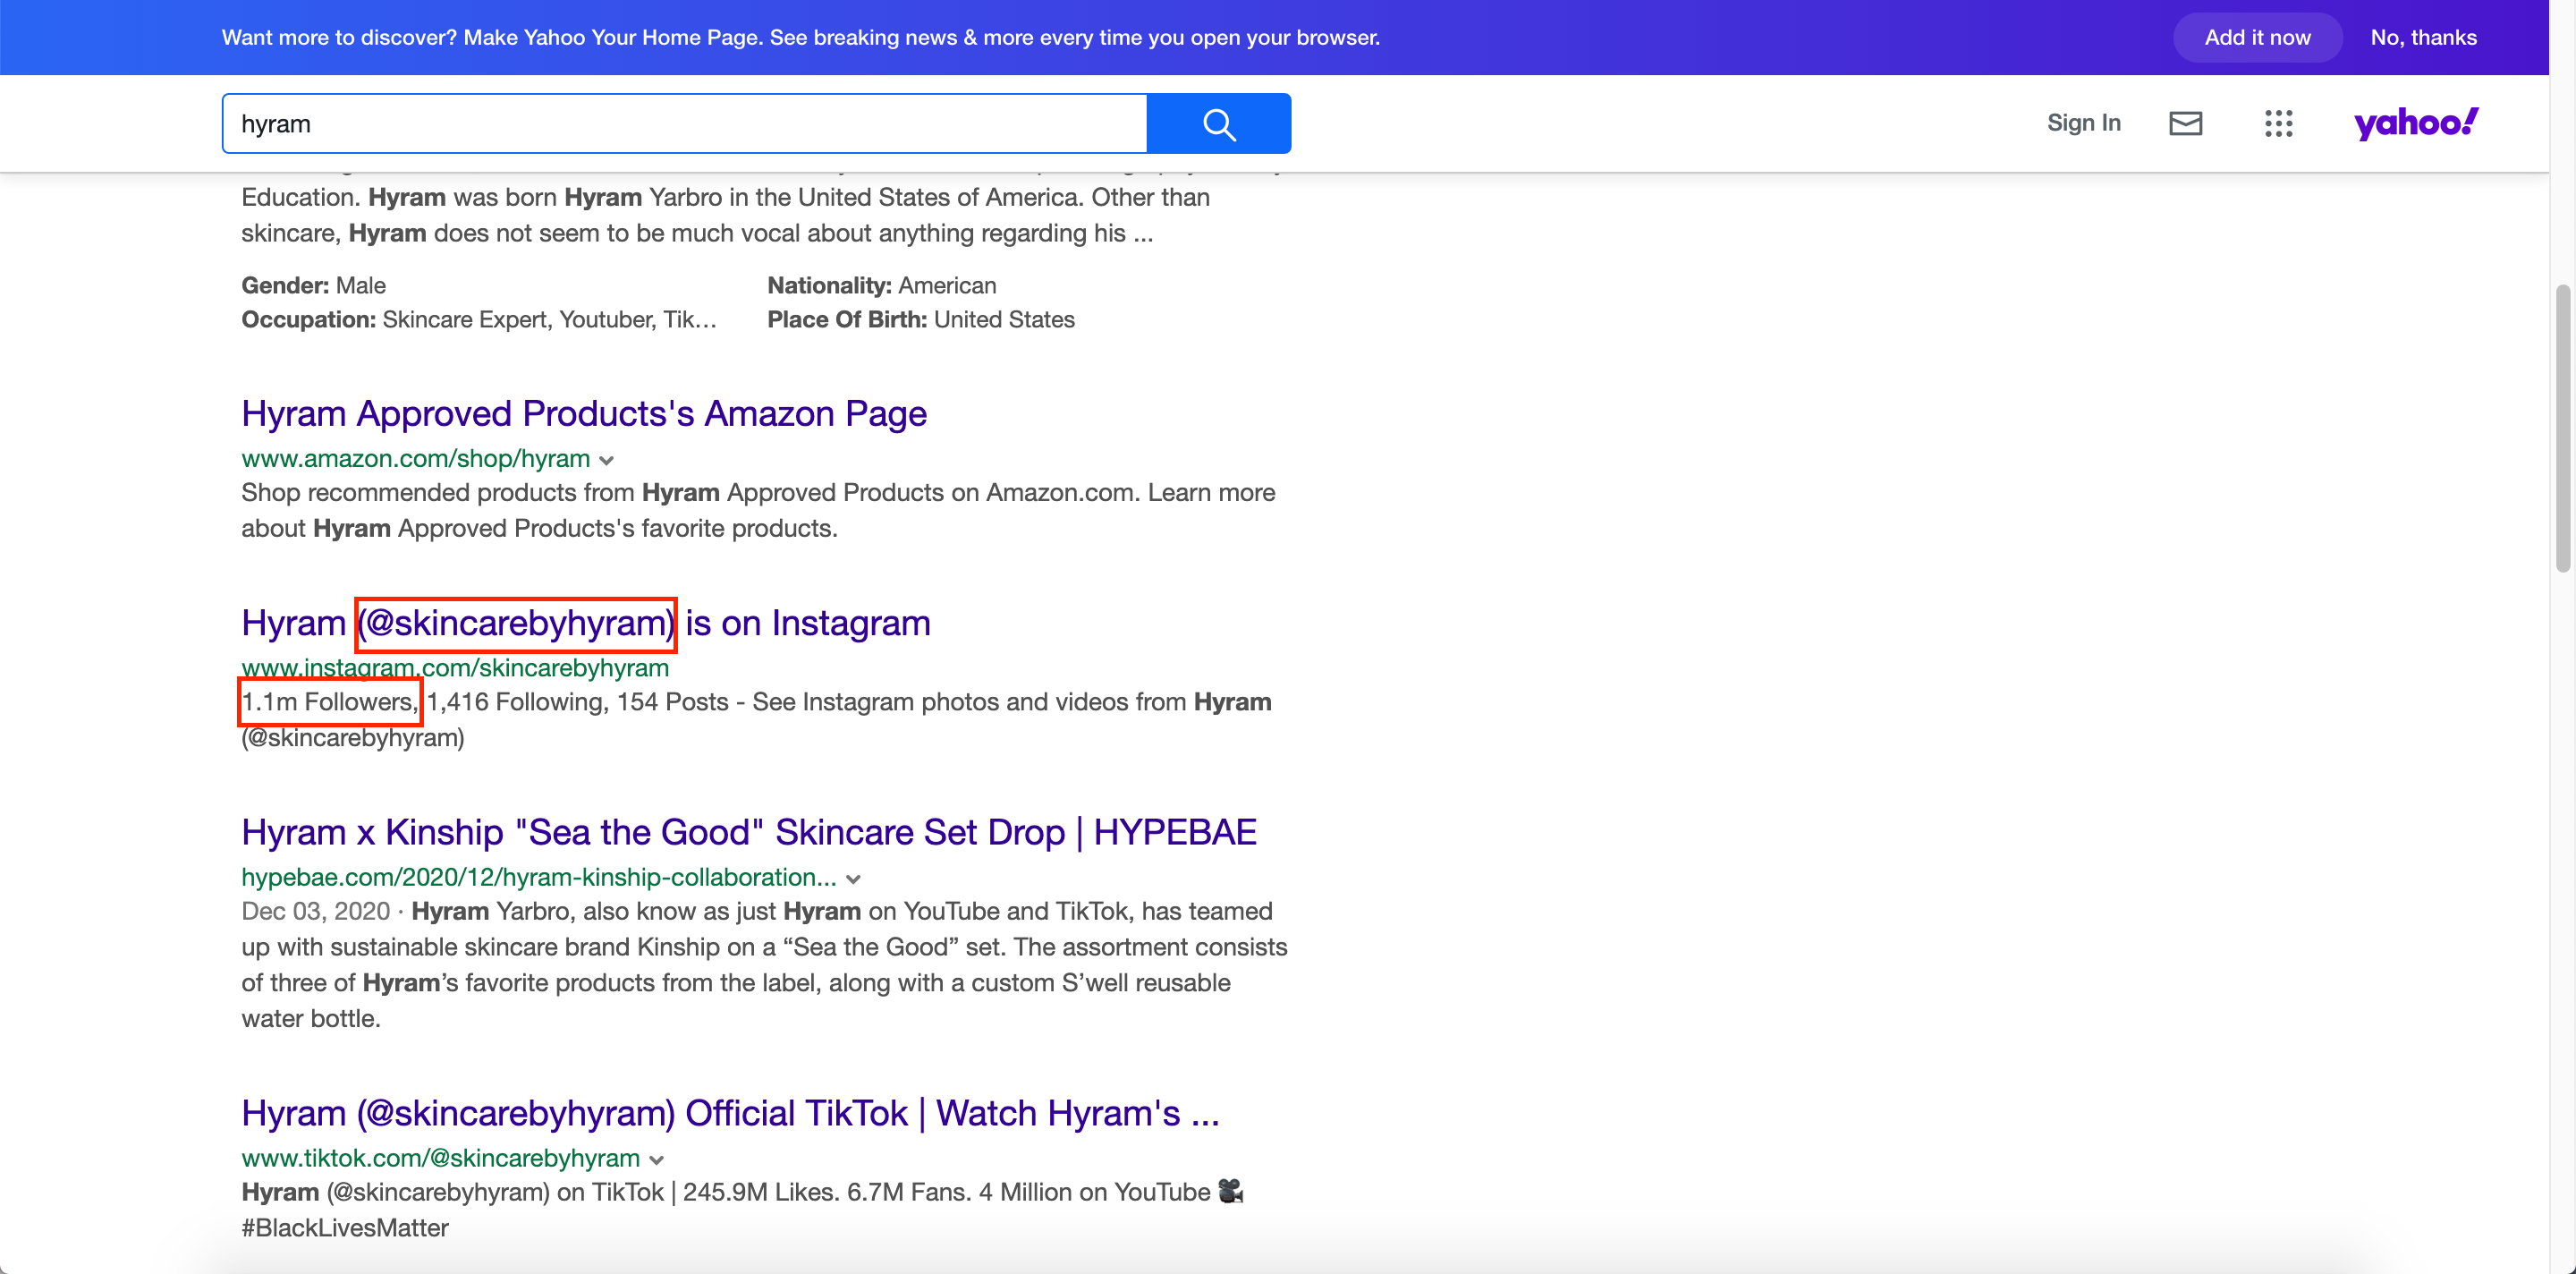 Want more to discover? Make Yahoo Your Home Page. See breaking news & more every time you open your browser.
Add it now
No, thanks
hyram
Sign In
yahoo!
Education. Hyram was born Hyram Yarbro in the United States of America. Other than
skincare, Hyram does not seem to be much vocal about anything regarding his ...
Gender: Male
Nationality: American
Occupation: Skincare Expert, Youtuber, Tik...
Place Of Birth: United States
Hyram Approved Products's Amazon Page
www.amazon.com/shop/hyram
Shop recommended products from Hyram Approved Products on Amazon.com. Learn more
about Hyram Approved Products's favorite products.
Hyram (@skincarebyhyram) is on Instagram
www.instagram.com/skincarebyhyram
1.1m Followers, 1,416 Following, 154 Posts - See Instagram photos and videos from Hyram
(@skincarebyhyram)
Hyram x Kinship "Sea the Good" Skincare Set Drop | HYPEBAE
hypebae.com/2020/12/hyram-kinship-collaboration...
Dec 03, 2020 · Hyram Yarbro, also know as just Hyram on YouTube and TikTok, has teamed
up with sustainable skincare brand Kinship on a “Sea the Good” set. The assortment consists
of three of Hyram’s favorite products from the label, along with a custom S’well reusable
water bottle.
Hyram (@skincarebyhyram) Official TikTok | Watch Hyram's ...
www.tiktok.com/@skincarebyhyram
Hyram (@skincarebyhyram) on TikTok | 245.9M Likes. 6.7M Fans. 4 Million on YouTube 🎥
#BlackLivesMatter